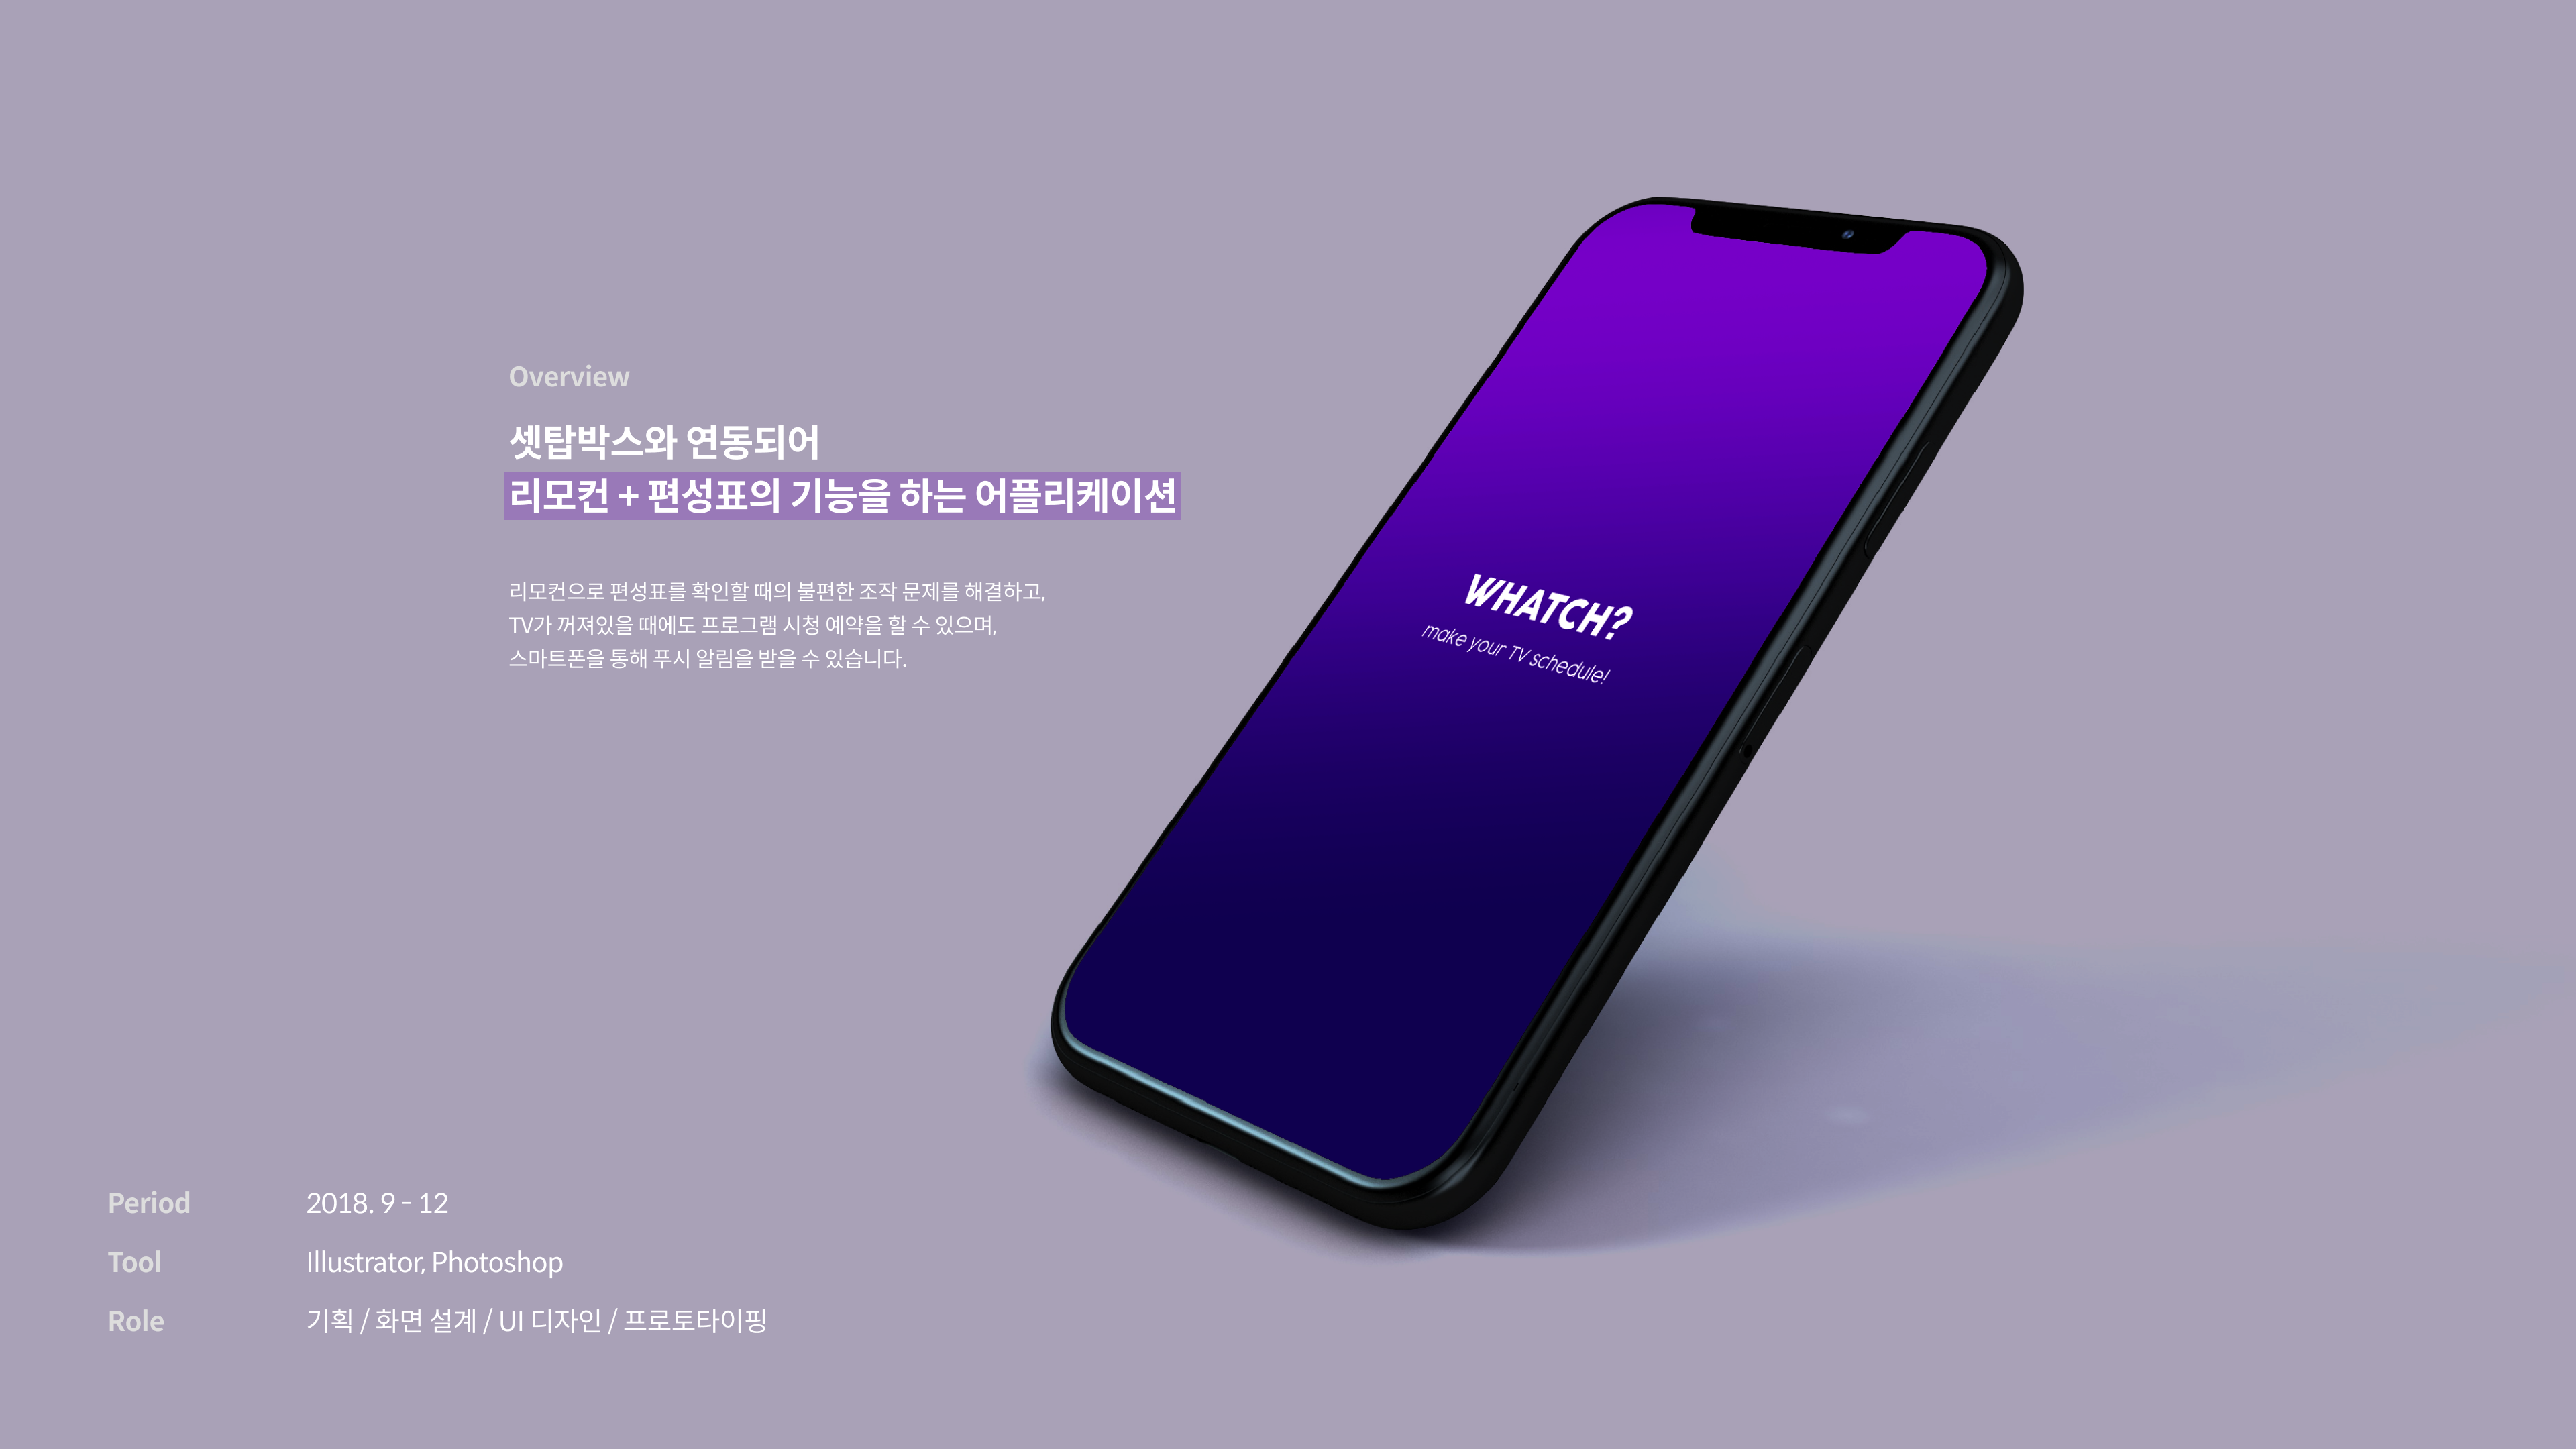 Overview
셋탑박스와 연동되어
리모컨 + 편성표의 기능을 하는 어플리케이션
리모컨으로 편성표를 확인할 때의 불편한 조작 문제를 해결하고,
TV가 꺼져있을 때에도 프로그램 시청 예약을 할 수 있으며,
스마트폰을 통해 푸시 알림을 받을 수 있습니다.
WHATCH?
make your TV schedule!
Period 2018. 9 - 12
Tool Illustrator, Photoshop
Role 기획 / 화면 설계 / UI 디자인 / 프로토타이핑